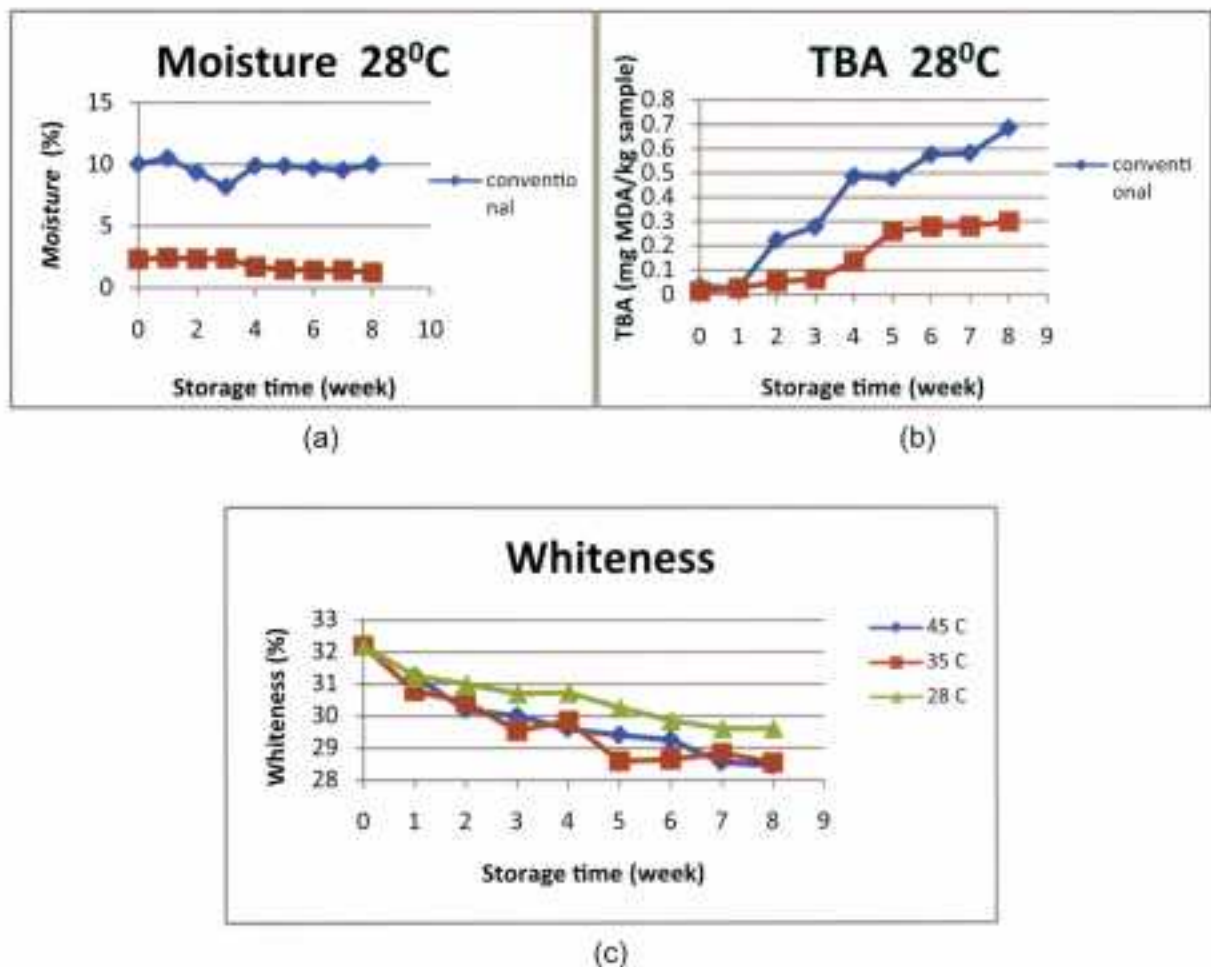 Moisture 28⁰C
15
10
5
0
Moisture (%)
0 2 4 6 8 10
Storage time (week)
conventio
nal
(a)
TBA 28⁰C
0.8
0.7
0.6
0.5
0.4
0.3
0.2
0.1
0
TBA (mg MDA/kg sample)
0 1 2 3 4 5 6 7 8 9
Storage time (week)
conventi
onal
(b)
Whiteness
33
32
31
30
29
28
Whiteness (%)
0 1 2 3 4 5 6 7 8 9
Storage time (week)
45 C
35 C
28 C
(c)